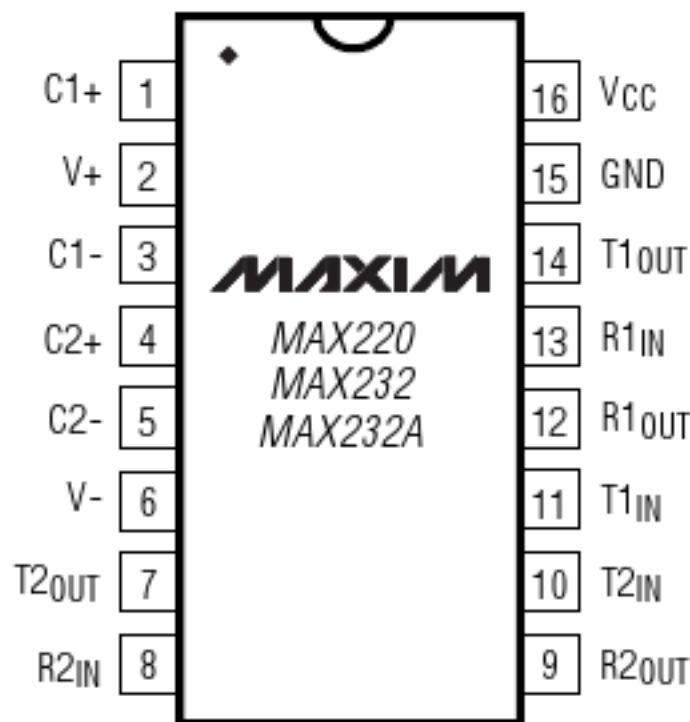 C1+ 1
V+ 2
C1- 3
C2+ 4
C2- 5
V- 6
T2OUT 7
R2IN 8
MAXIM
MAX220
MAX232
MAX232A
16 VCC
15 GND
14 T1OUT
13 R1IN
12 R1OUT
11 T1IN
10 T2IN
9 R2OUT